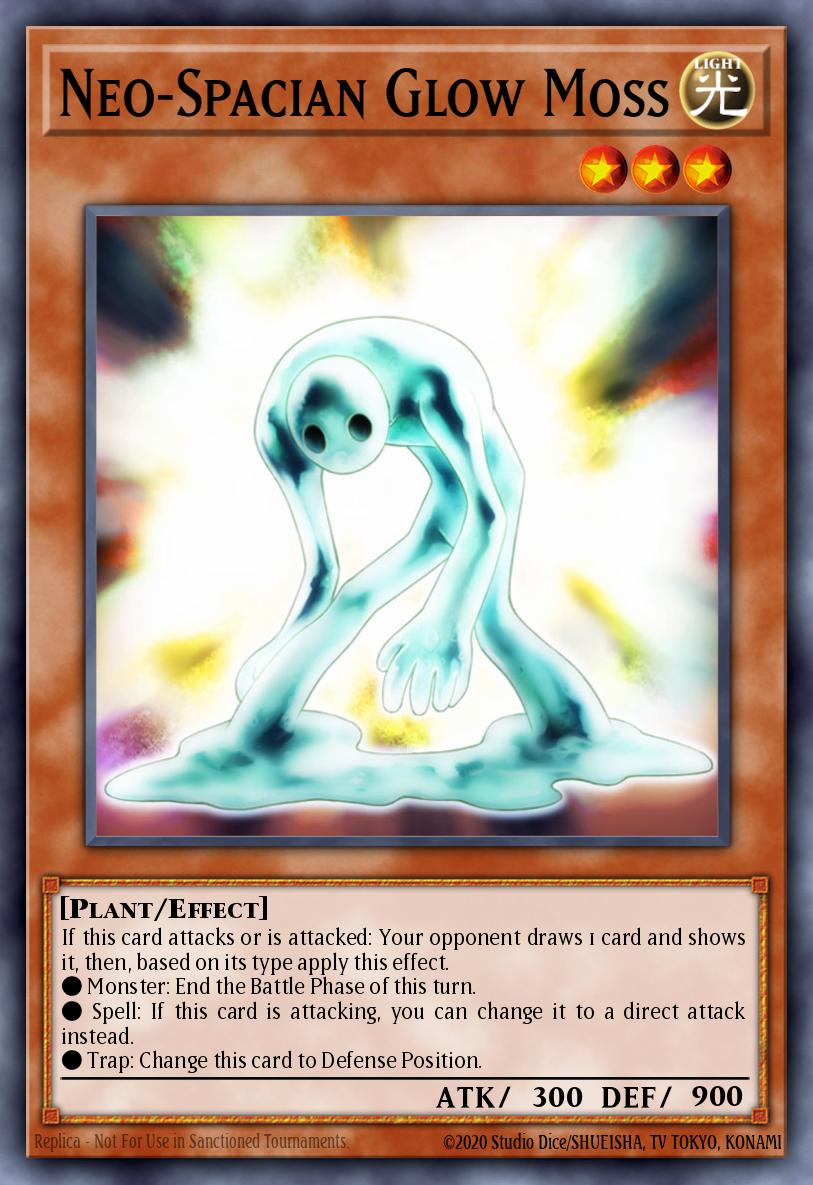 Neo-Spacian Glow Moss
LIGHT
光
[Plant/Effect]
If this card attacks or is attacked: Your opponent draws 1 card and shows
it, then, based on its type apply this effect.
● Monster: End the Battle Phase of this turn.
● Spell: If this card is attacking, you can change it to a direct attack
instead.
● Trap: Change this card to Defense Position.
ATK/ 300 DEF/ 900
Replica - Not For Use in Sanctioned Tournaments.
©2020 Studio Dice/SHUEISHA, TV TOKYO, KONAMI